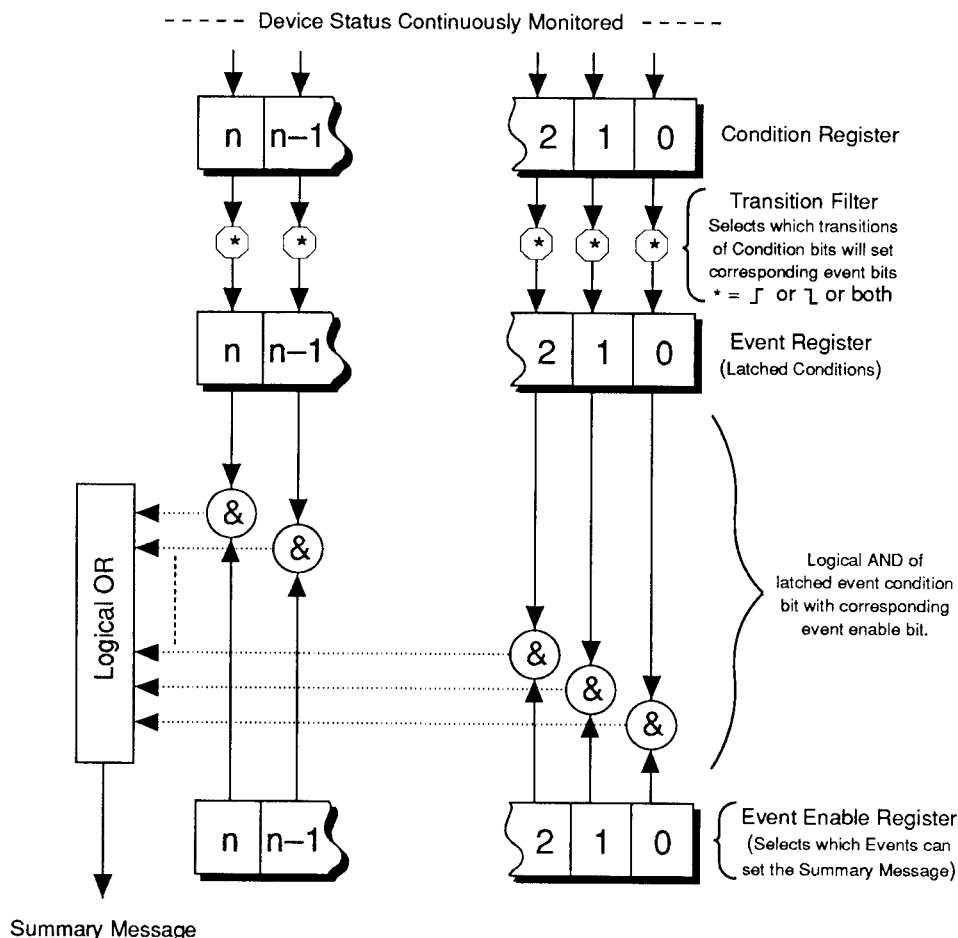 Device Status Continuously Monitored
n n–1 2 1 0
Condition Register
Transition Filter
Selects which transitions
of Condition bits will set
corresponding event bits
* * * * *
* = or or both
n n–1 2 1 0
Event Register
(Latched Conditions)
&
&
Logical OR
Logical AND of
latched event condition
bit with corresponding
event enable bit.
&
&
&
n n–1 2 1 0
Event Enable Register
(Selects which Events can
set the Summary Message)
Summary Message